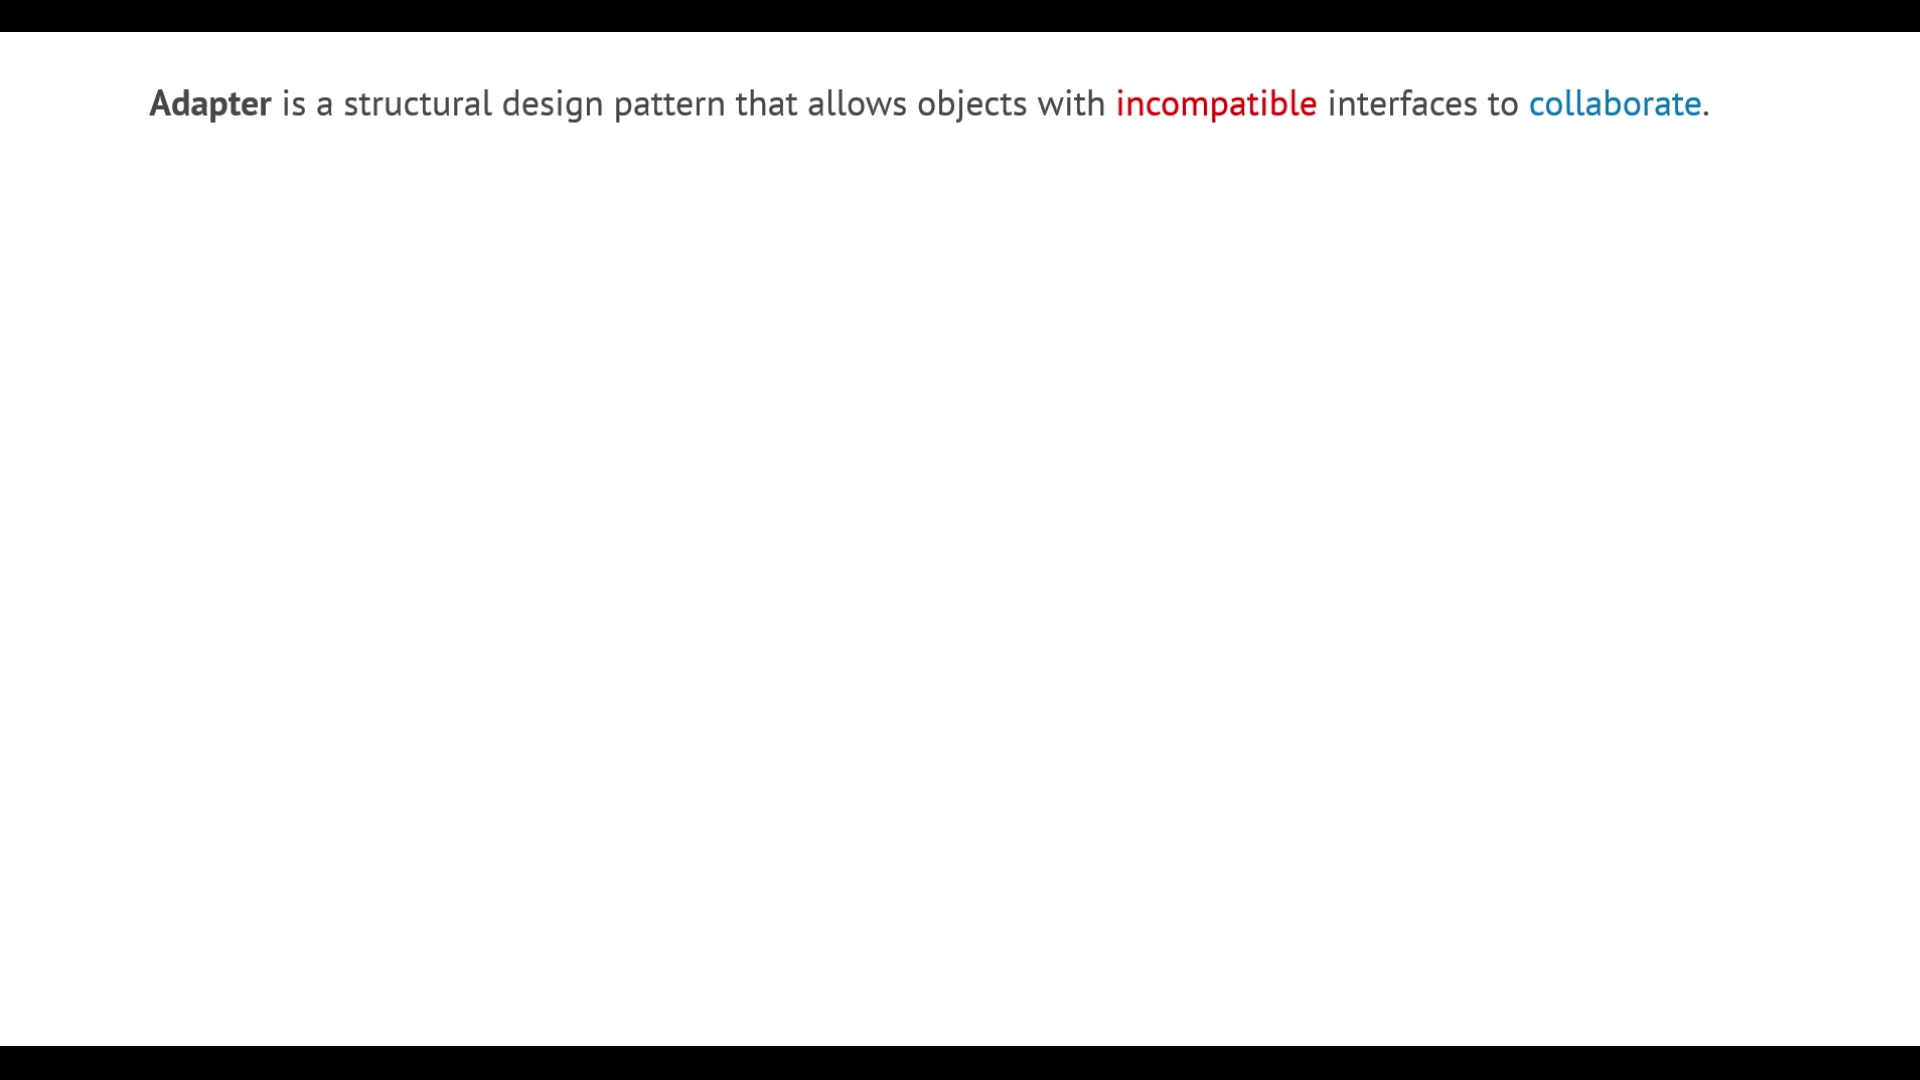 Adapter is a structural design pattern that allows objects with incompatible interfaces to collaborate.